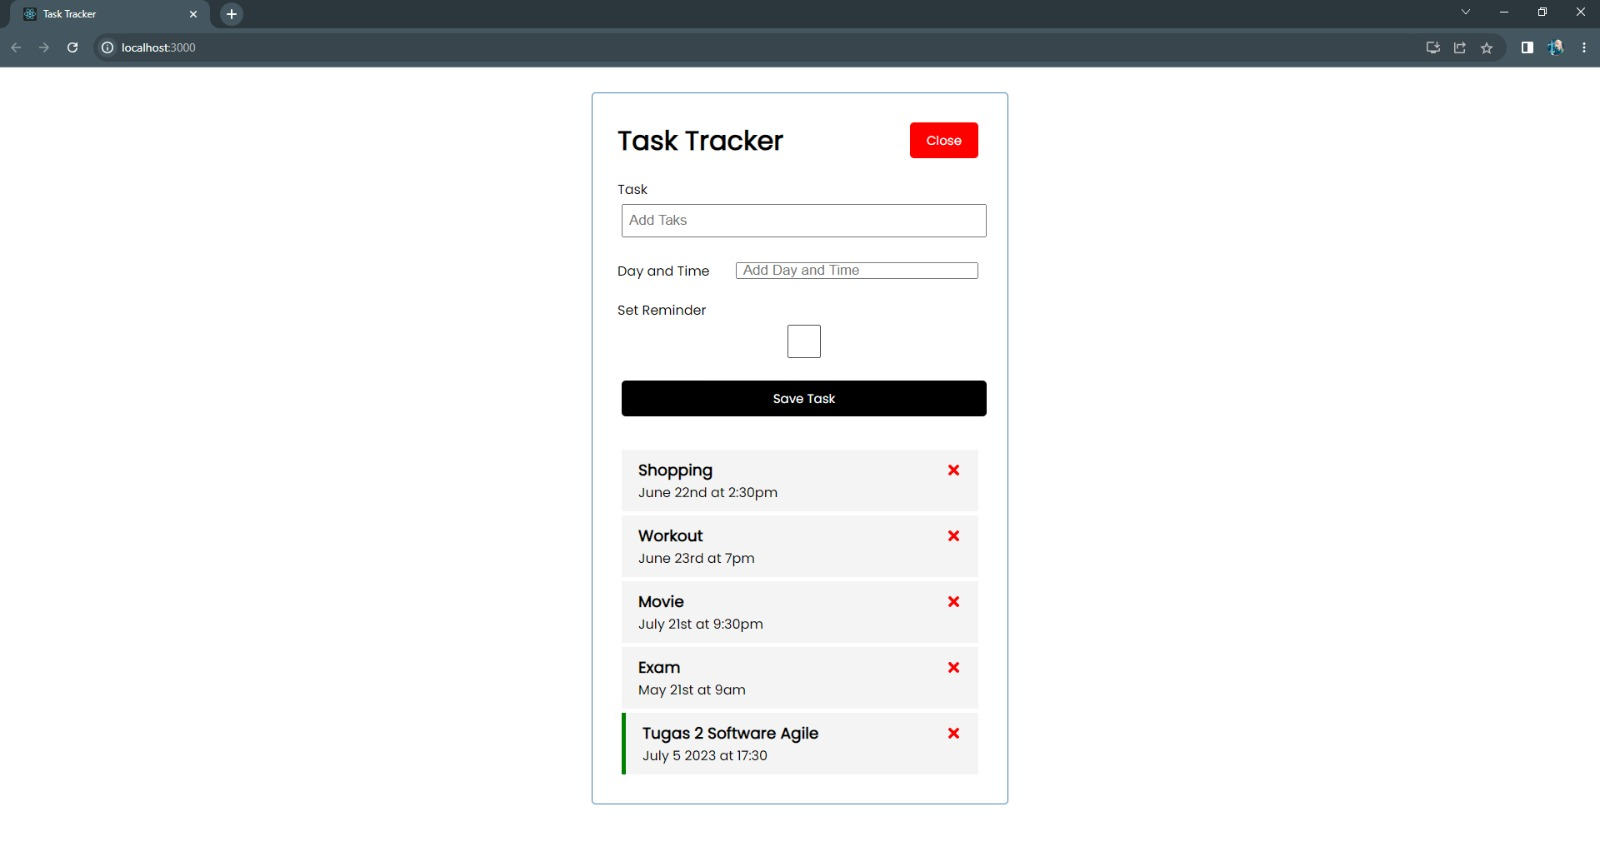 Task Tracker
localhost:3000
Task Tracker
Close
Task
Add Taks
Day and Time
Add Day and Time
Set Reminder
Save Task
Shopping
June 22nd at 2:30pm
Workout
June 23rd at 7pm
Movie
July 21st at 9:30pm
Exam
May 21st at 9am
Tugas 2 Software Agile
July 5 2023 at 17:30